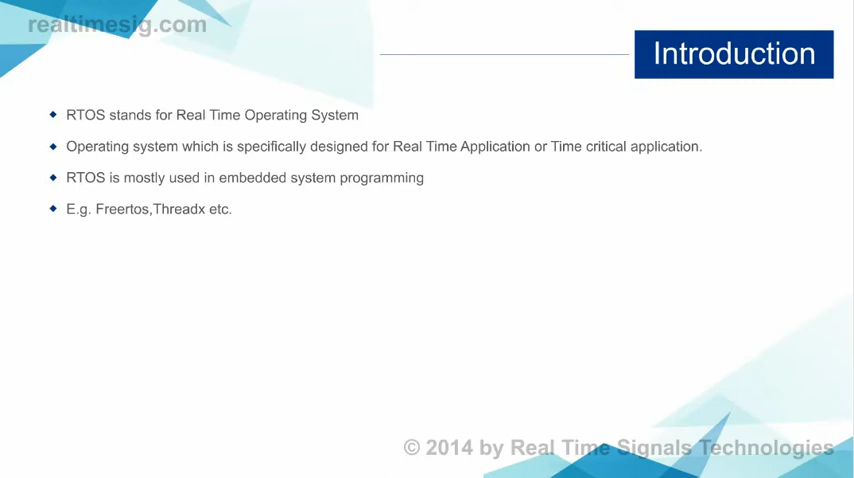 realtimesig.com
Introduction
RTOS stands for Real Time Operating System
Operating system which is specifically designed for Real Time Application or Time critical application.
RTOS is mostly used in embedded system programming
E.g. Freertos,Threadx etc.
© 2014 by Real Time Signals Technologies